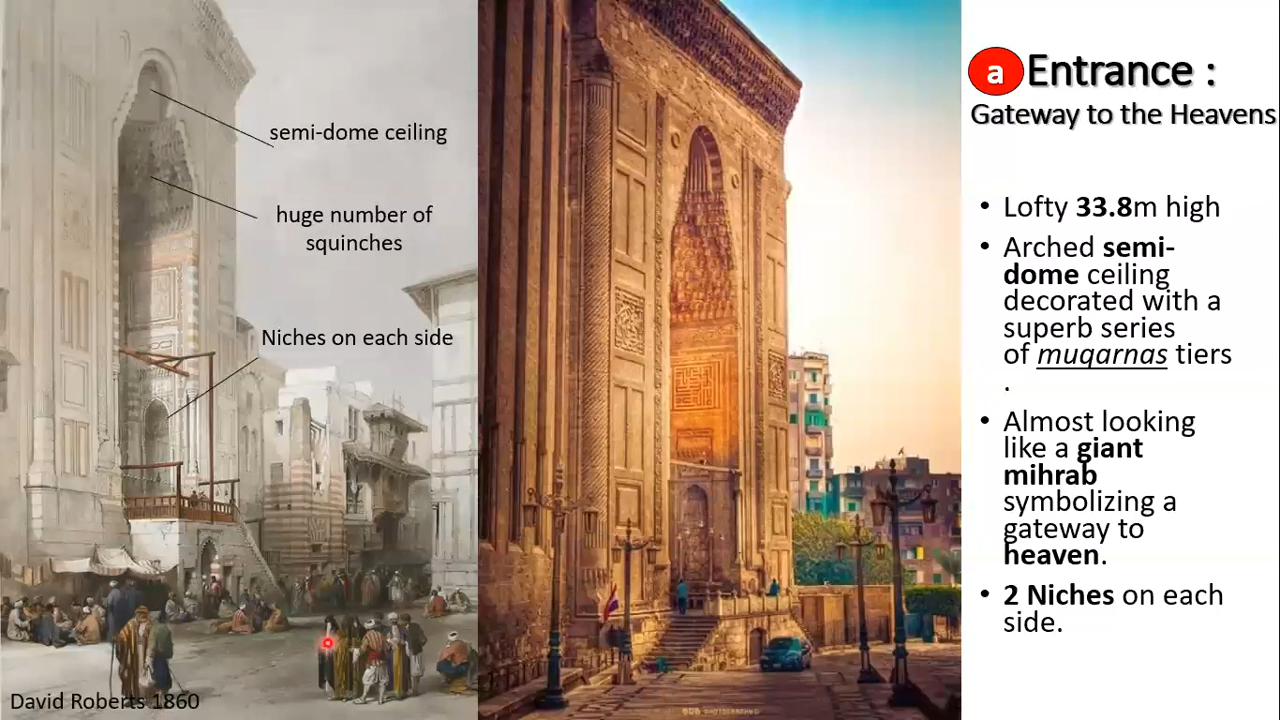 semi-dome ceiling
huge number of
squinches
Niches on each side
David Roberts 1860
a Entrance :
Gateway to the Heavens
• Lofty 33.8m high
• Arched semi-
dome ceiling
decorated with a
superb series
of muqarnas tiers
.
• Almost looking
like a giant
mihrab
symbolizing a
gateway to
heaven.
• 2 Niches on each
side.